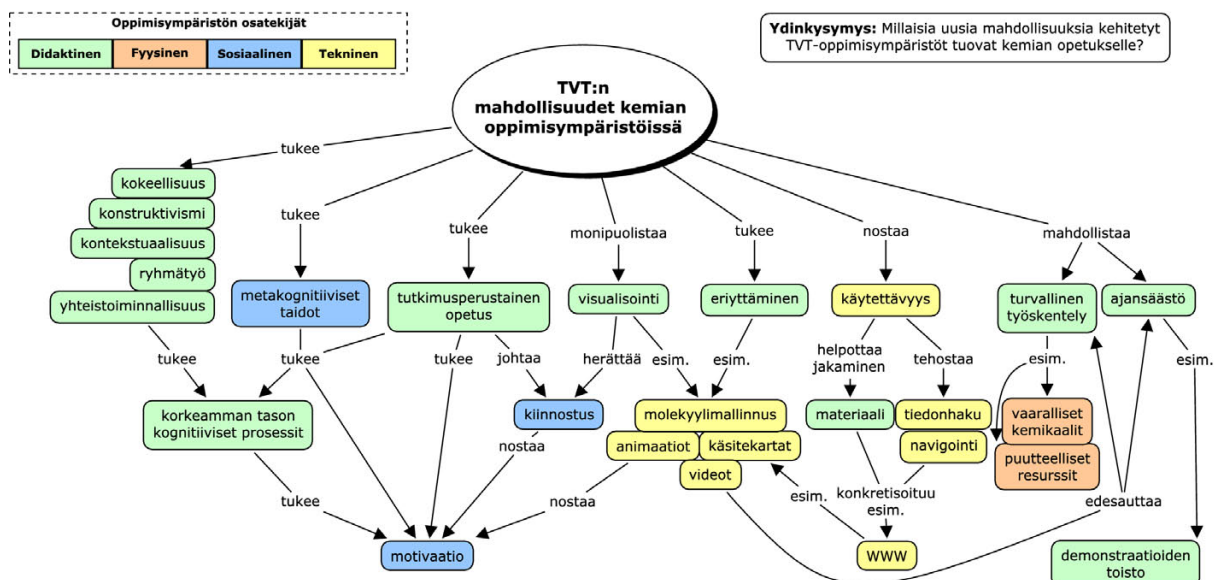 Oppimisympäristön osatekijät
Didaktinen
Fyysinen
Sosiaalinen
Tekninen
Ydinkysymys: Millaisia uusia mahdollisuuksia kehitetyt
TVT-oppimisympäristöt tuovat kemian opetukselle?
TVT:n
mahdollisuudet kemian
oppimisympäristöissä
tukee
kokeellisuus
konstruktivismi
kontekstuaalisuus
ryhmätyö
yhteistoiminnallisuus
tukee
tukee
monipuolistaa
tukee
nostaa
mahdollistaa
metakognitiiviset
taidot
tutkimusperustainen
opetus
visualisointi
eriyttäminen
käytettävyys
turvallinen
työskentely
ajansäästö
tukee
tukee
tukee
johtaa
herättää
esim.
esim.
helpottaa
jakaminen
tehostaa
esim.
esim.
korkeamman tason
kognitiiviset prosessit
kiinnostus
molekyylimallinnus
animaatiot
käsitekartat
videot
materiaali
tiedonhaku
navigointi
vaaralliset
kemikaalit
puutteelliset
resurssit
tukee
nostaa
nostaa
esim.
konkretisoituu
esim.
edesauttaa
motivaatio
WWW
demonstraatioiden
toisto